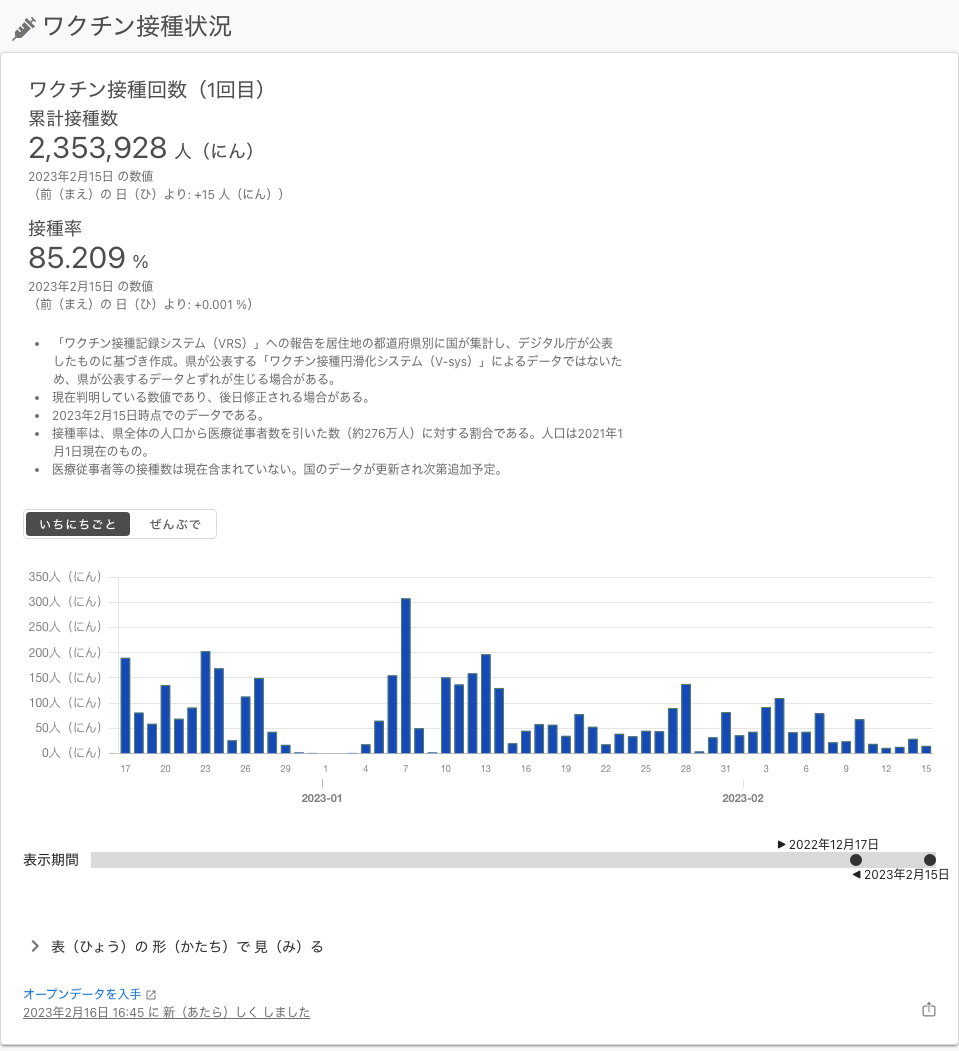 ワクチン接種状況
ワクチン接種回数（1回目）
累計接種数
2,353,928 人（にん）
2023年2月15日 の数値
（前（まえ）の 日（ひ）より: +15 人（にん））
接種率
85.209 %
2023年2月15日 の数値
（前（まえ）の 日（ひ）より: +0.001 %）
• 「ワクチン接種記録システム（VRS）」への報告を居住地の都道府県別に国が集計し、デジタル庁が公表
したものに基づき作成。県が公表する「ワクチン接種円滑化システム（V-sys）」によるデータではないた
め、県が公表するデータとずれが生じる場合がある。
• 現在判明している数値であり、後日修正される場合がある。
• 2023年2月15日時点でのデータである。
• 接種率は、県全体の人口から医療従事者数を引いた数（約276万人）に対する割合である。人口は2021年1
月1日現在のもの。
• 医療従事者等の接種数は現在含まれていない。国のデータが更新され次第追加予定。
いちにちごと ぜんぶで
350人（にん）
300人（にん）
250人（にん）
200人（にん）
150人（にん）
100人（にん）
50人（にん）
0人（にん）
17 20 23 26 29 1 4 7 10 13 16 19 22 25 28 31 3 6 9 12 15
2023-01 2023-02
▶ 2022年12月17日
表示期間
◀ 2023年2月15日
表（ひょう）の 形（かたち）で 見（み）る
オープンデータを入手
2023年2月16日 16:45 に 新（あたら）しく しました